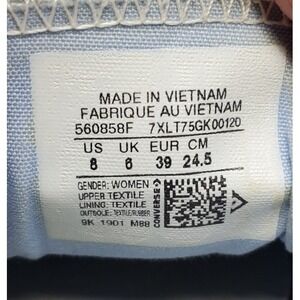 MADE IN VIETNAM
FABRIQUE AU VIETNAM
560858F 7XLT75GK00120
US UK EUR CM
8 6 39 24.5
GENDER: WOMEN
UPPER TEXTILE
LINING: TEXTILE
OUTSOLE: TEXTILE/RUBBER
9K 1901 M88
CONVERSE